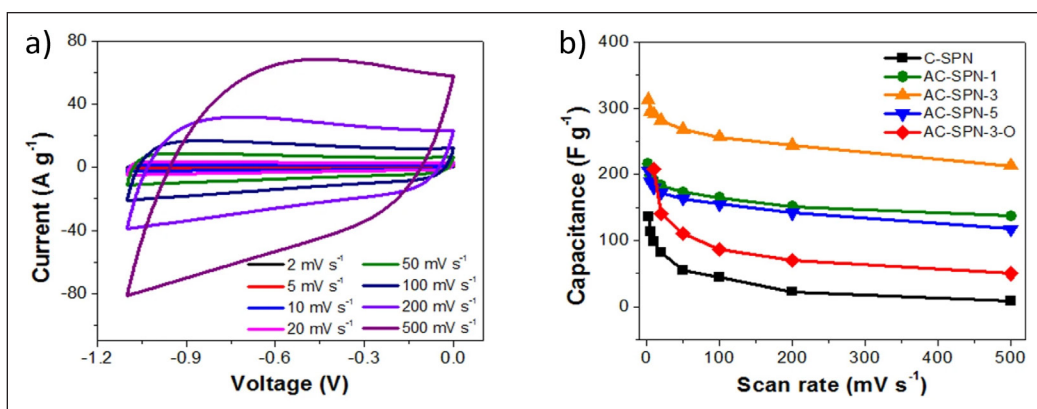 a)
80
40
0
-40
-80
Current (A g⁻¹)
2 mV s⁻¹
5 mV s⁻¹
10 mV s⁻¹
20 mV s⁻¹
50 mV s⁻¹
100 mV s⁻¹
200 mV s⁻¹
500 mV s⁻¹
-1.2 -0.9 -0.6 -0.3 0.0
Voltage (V)
b)
400
300
200
100
0
Capacitance (F g⁻¹)
C-SPN
AC-SPN-1
AC-SPN-3
AC-SPN-5
AC-SPN-3-O
0 100 200 300 400 500
Scan rate (mV s⁻¹)